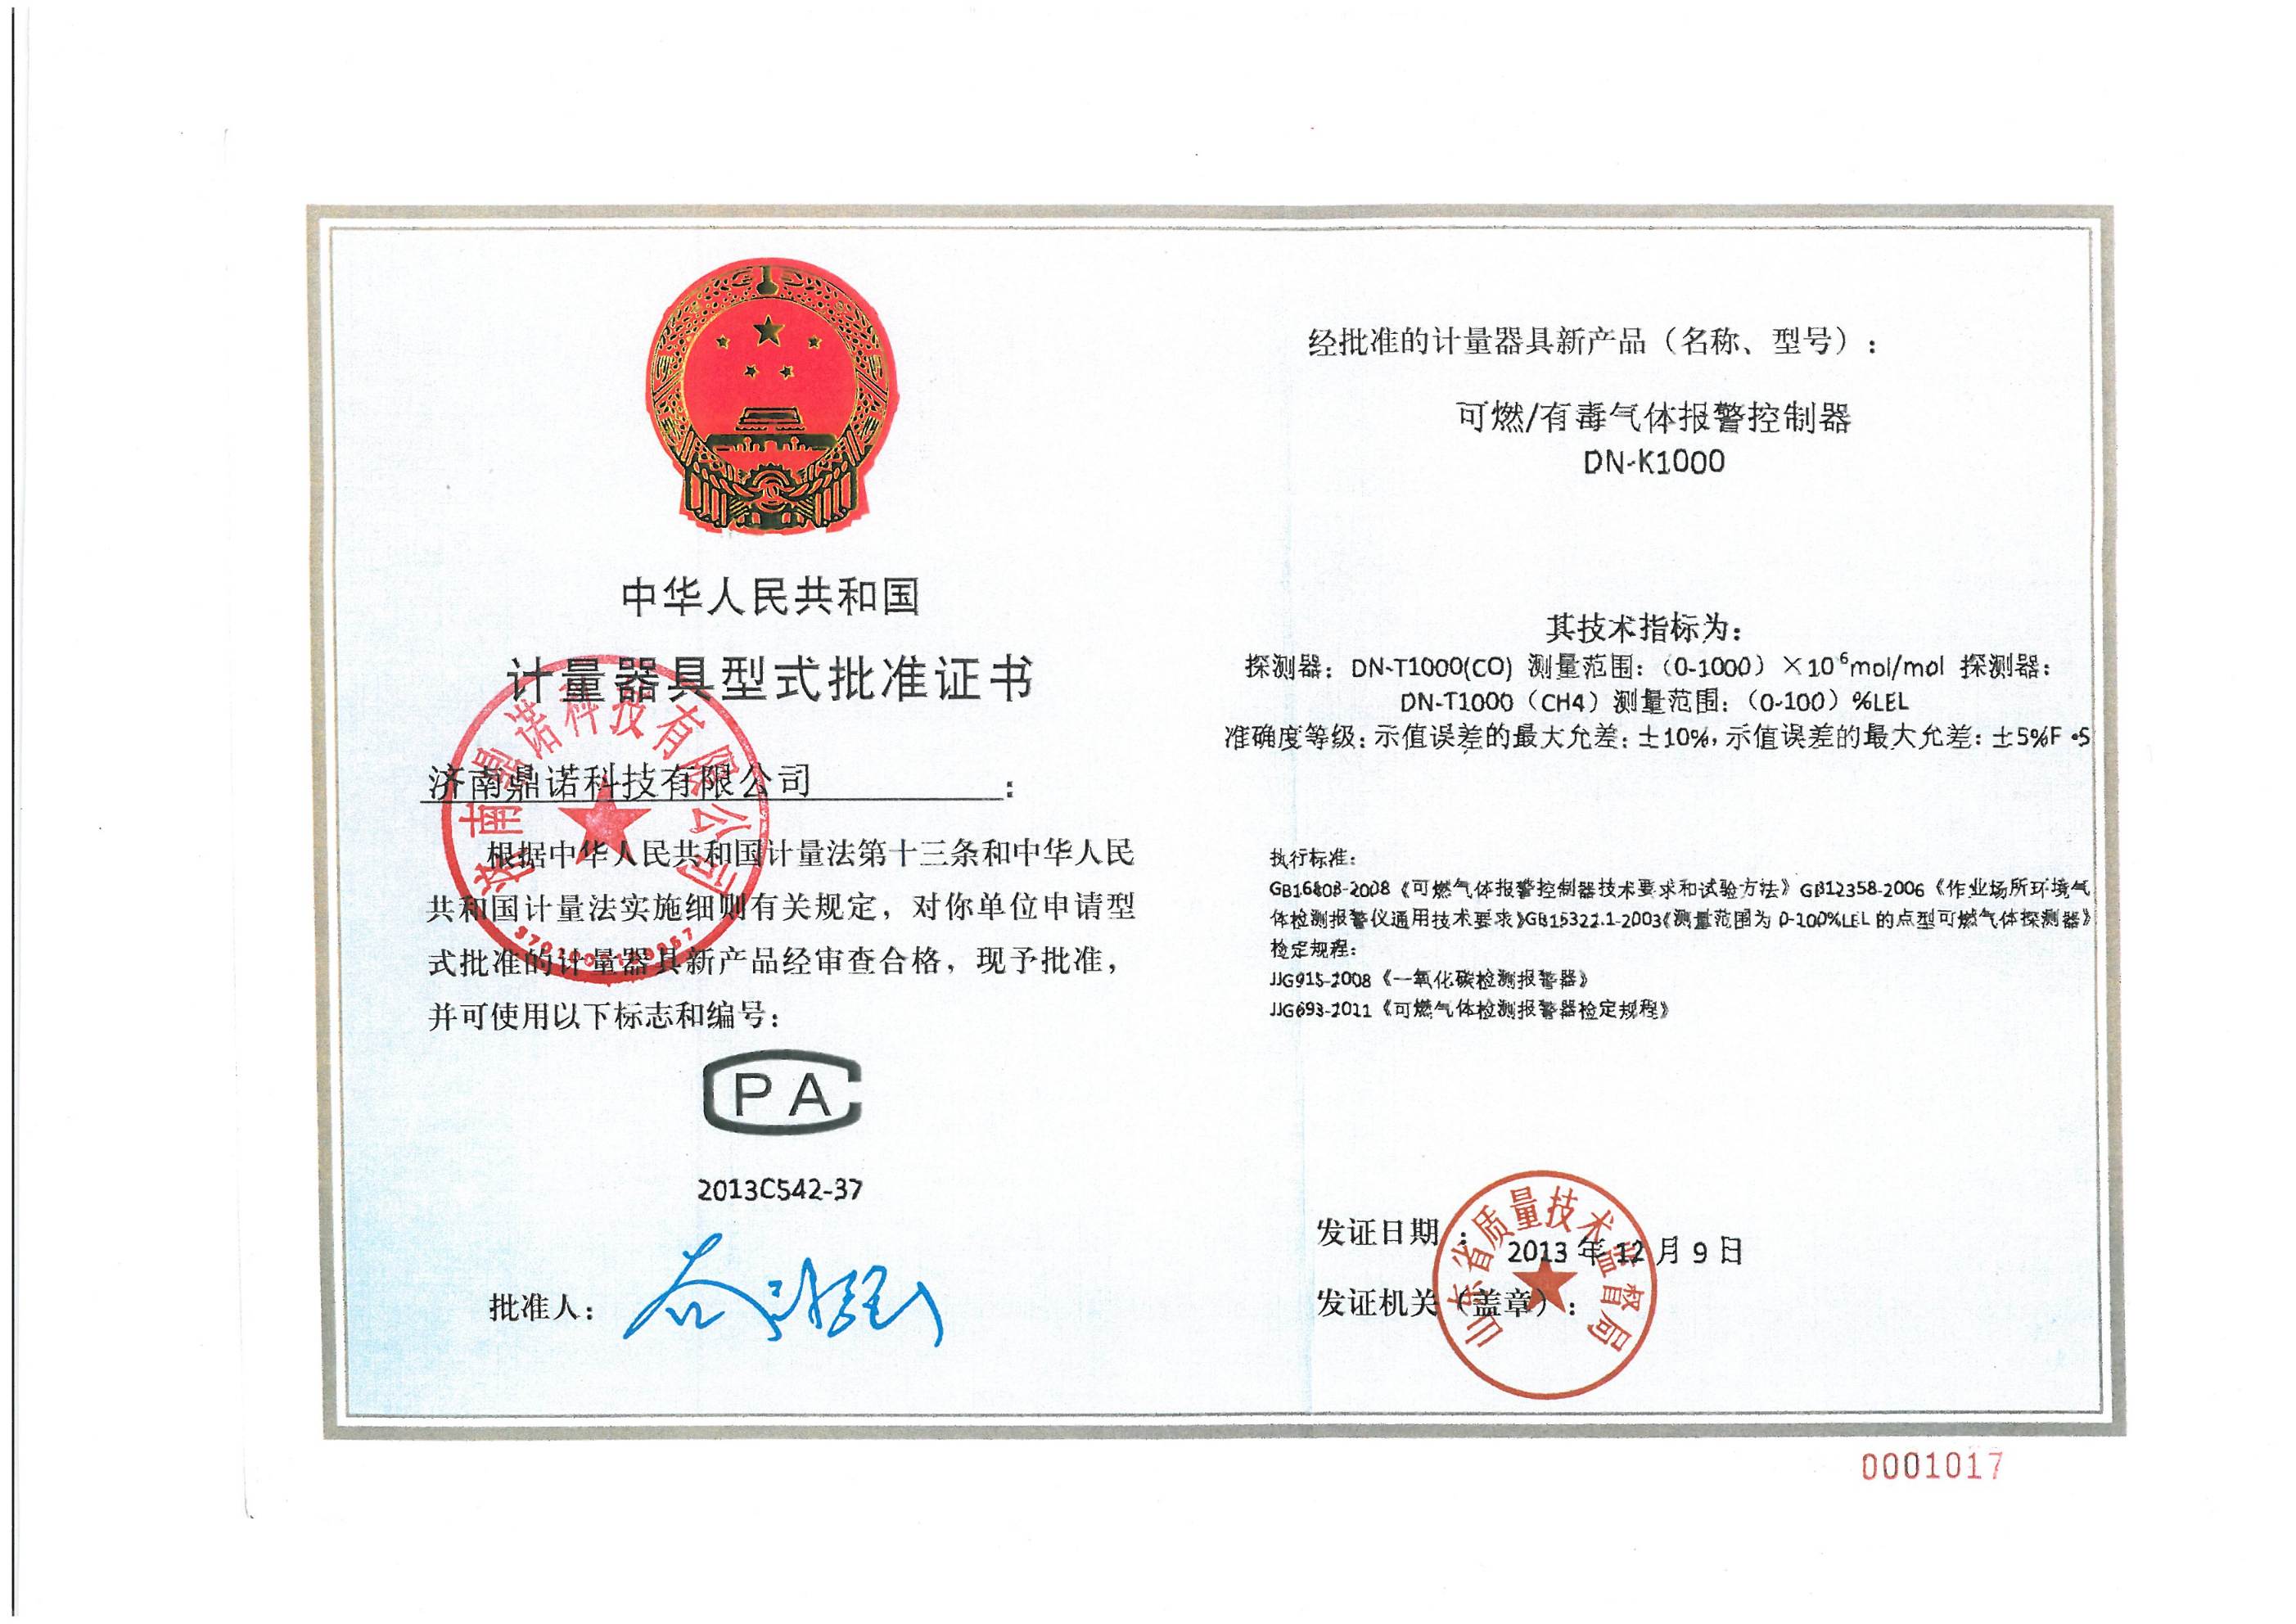 中华人民共和国
计量器具型式批准证书
济南鼎诺科技有限公司：
根据中华人民共和国计量法第十三条和中华人民
共和国计量法实施细则有关规定，对你单位申请型
式批准的计量器具新产品经审查合格，现予批准，
并可使用以下标志和编号：
PA
2013C542-37
批准人：
济南鼎诺科技有限公司
经批准的计量器具新产品（名称、型号）：
可燃/有毒气体报警控制器
DN-K1000
其技术指标为：
探测器：DN-T1000(CO) 测量范围：（0-1000）×10⁶mol/mol 探测器：
DN-T1000（CH4）测量范围：（0-100）%LEL
准确度等级：示值误差的最大允差：±10%，示值误差的最大允差：±5%F•S
执行标准：
GB16808-2008《可燃气体报警控制器技术要求和试验方法》GB12358-2006《作业场所环境气
体检测报警仪通用技术要求》GB15322.1-2003《测量范围为 0-100%LEL 的点型可燃气体探测器》
检定规程：
JJG915-2008《一氧化碳检测报警器》
JJG693-2011《可燃气体检测报警器检定规程》
发证日期：2013 年 12 月 9 日
发证机关（盖章）：
山东省质量技术监督局
0001017